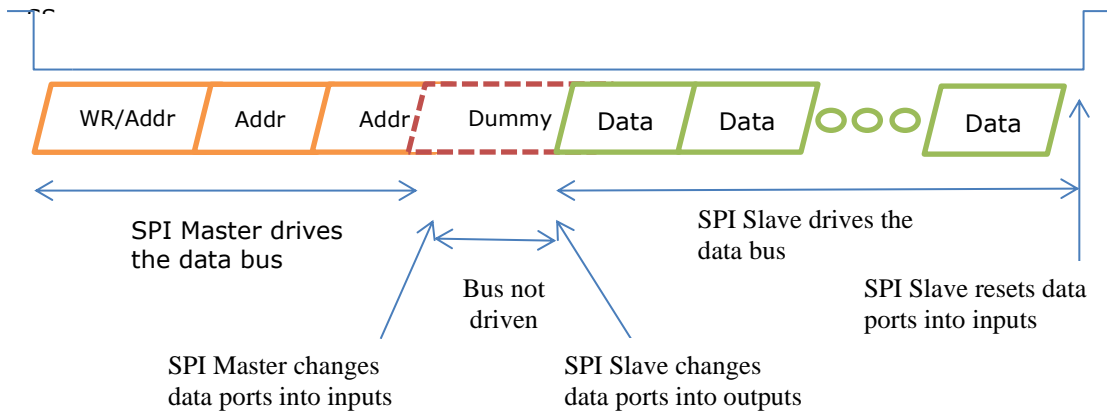 WR/Addr
Addr
Addr
Dummy
Data
Data
Data
SPI Master drives
the data bus
SPI Slave drives the
data bus
Bus not
driven
SPI Slave resets data
ports into inputs
SPI Master changes
data ports into inputs
SPI Slave changes
data ports into outputs